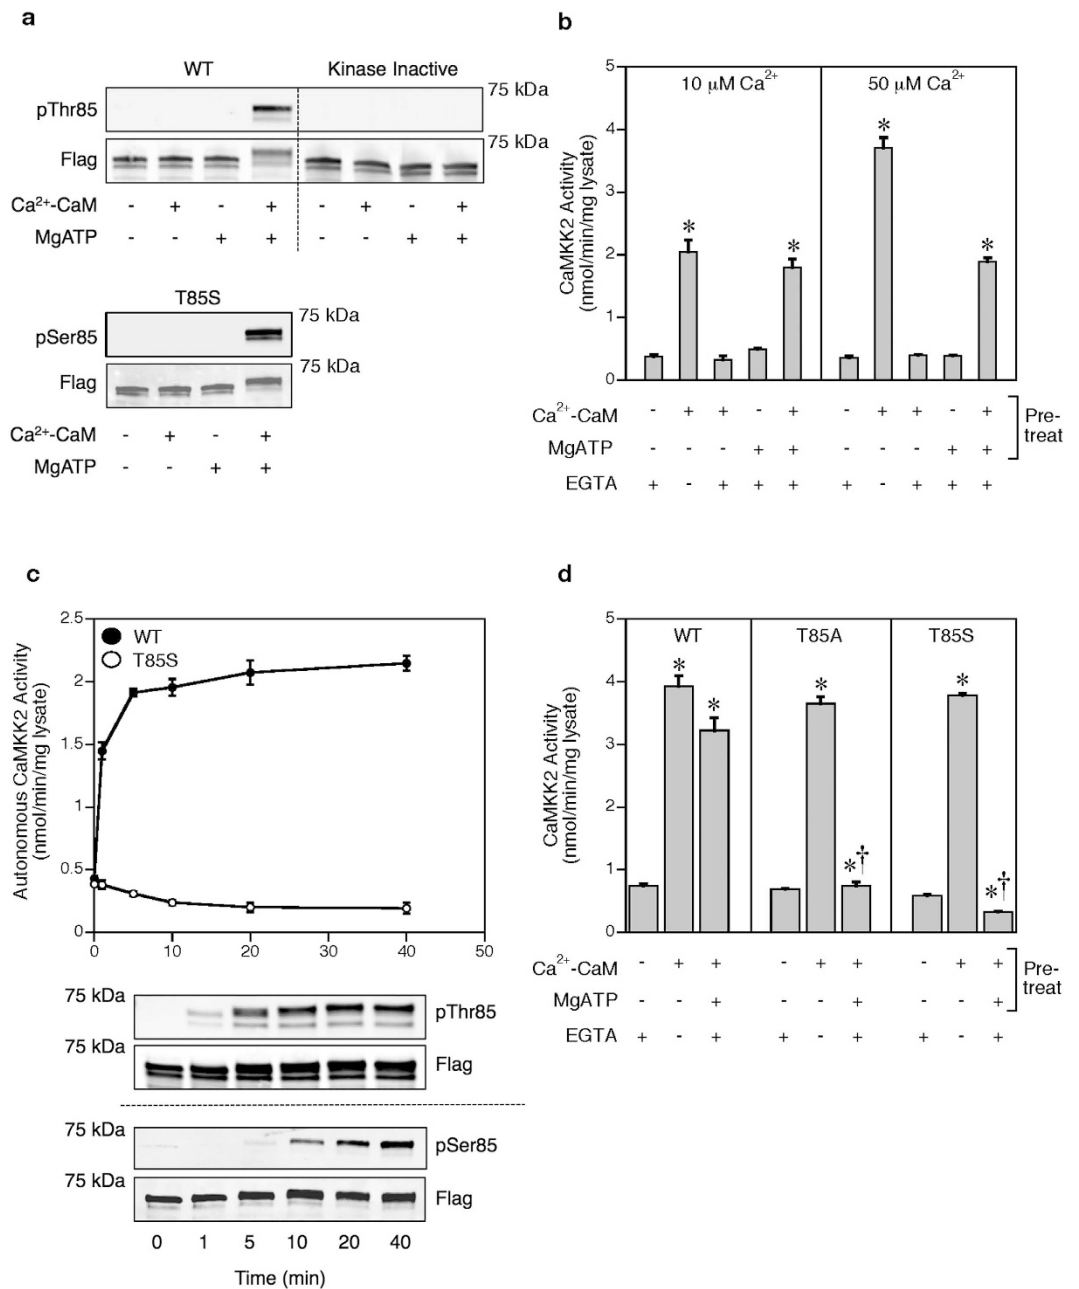 a
WT Kinase Inactive
75 kDa
pThr85
75 kDa
Flag
Ca²⁺-CaM - + - + - + - +
MgATP - - + + - - + +
T85S
75 kDa
pSer85
75 kDa
Flag
Ca²⁺-CaM - + - +
MgATP - - + +
b
10 μM Ca²⁺ 50 μM Ca²⁺
CaMKK2 Activity
(nmol/min/mg lysate)
5
4
3
2
1
0
* * * *
Ca²⁺-CaM - + + - + - + + - +
MgATP - - - + + - - - + +
EGTA + - + + + + - + + +
Pre-
treat
c
WT
T85S
Autonomous CaMKK2 Activity
(nmol/min/mg lysate)
2.5
2
1.5
1
0.5
0
0 10 20 30 40 50
75 kDa
pThr85
75 kDa
Flag
75 kDa
pSer85
75 kDa
Flag
0 1 5 10 20 40
Time (min)
d
WT T85A T85S
CaMKK2 Activity
(nmol/min/mg lysate)
5
4
3
2
1
0
* * * *† * *†
Ca²⁺-CaM - + + - + + - + +
MgATP - - + - - + - - +
EGTA + - + + - + + - +
Pre-
treat